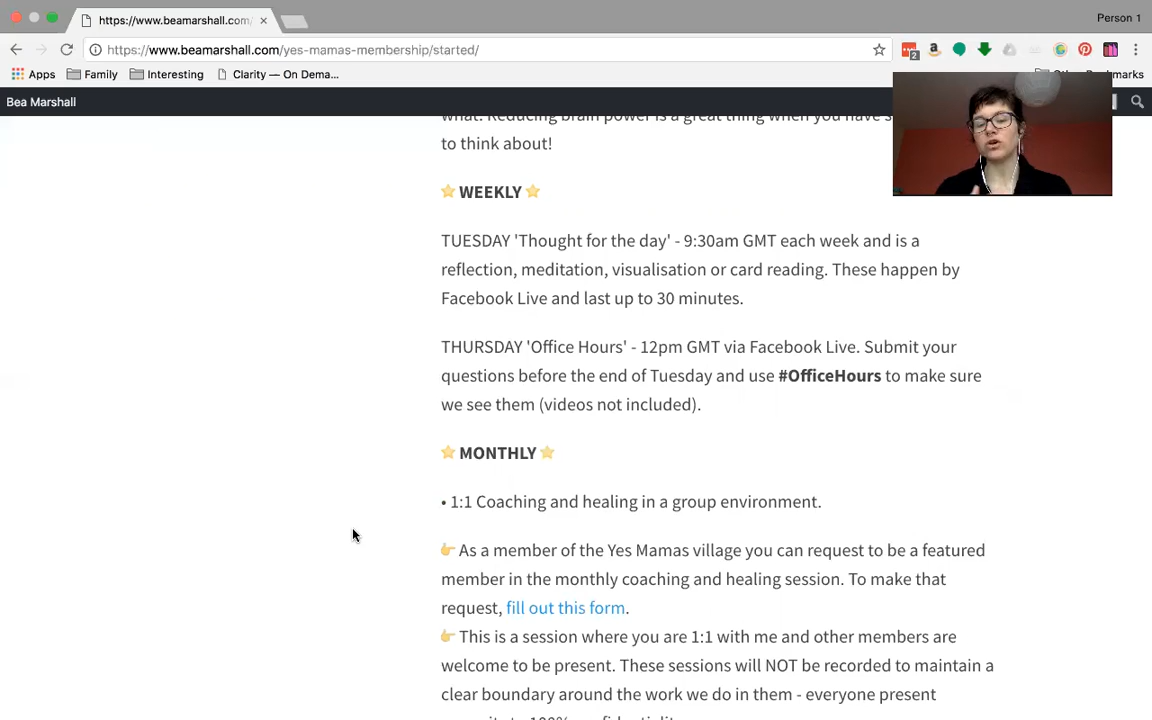 https://www.beamarshall.com/
Person 1
https://www.beamarshall.com/yes-mamas-membership/started/
2
Apps Family Interesting Clarity — On Dema...
Bea Marshall
to think about!
⭐ WEEKLY ⭐
TUESDAY 'Thought for the day' - 9:30am GMT each week and is a
reflection, meditation, visualisation or card reading. These happen by
Facebook Live and last up to 30 minutes.
THURSDAY 'Office Hours' - 12pm GMT via Facebook Live. Submit your
questions before the end of Tuesday and use #OfficeHours to make sure
we see them (videos not included).
⭐ MONTHLY ⭐
• 1:1 Coaching and healing in a group environment.
👉 As a member of the Yes Mamas village you can request to be a featured
member in the monthly coaching and healing session. To make that
request, fill out this form.
👉 This is a session where you are 1:1 with me and other members are
welcome to be present. These sessions will NOT be recorded to maintain a
clear boundary around the work we do in them - everyone present